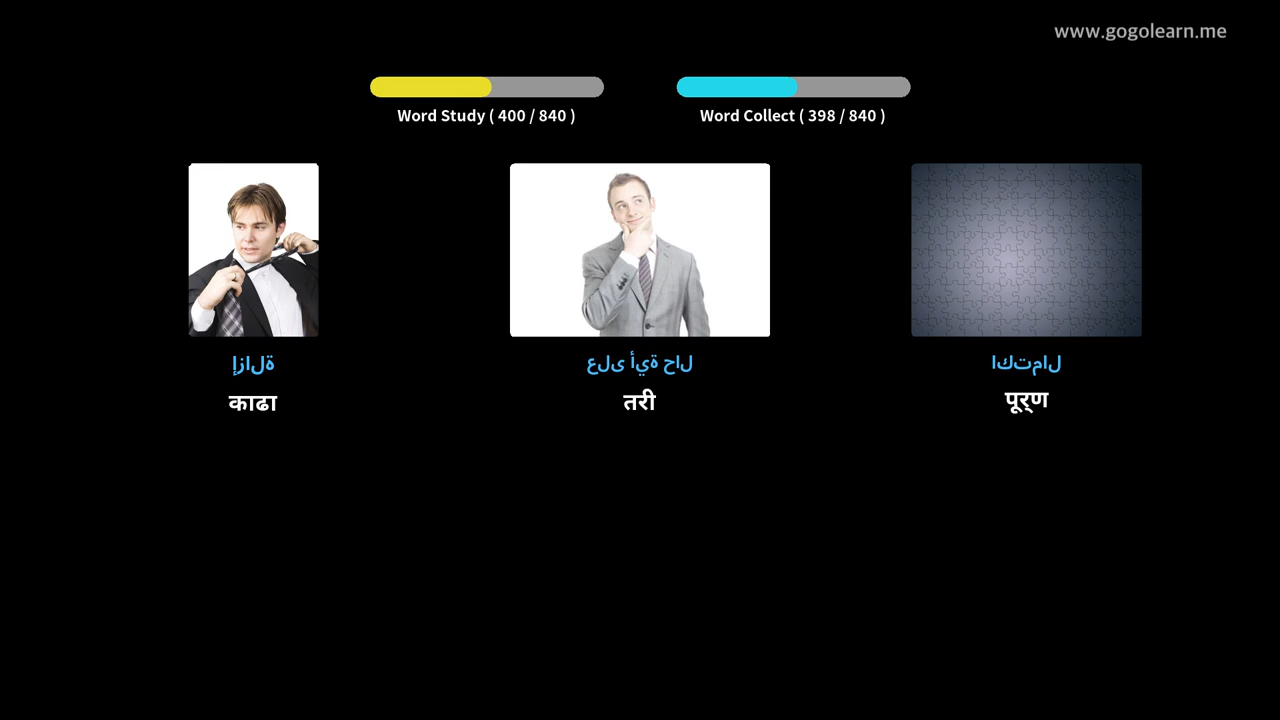 www.gogolearn.me
Word Study ( 400 / 840 )
Word Collect ( 398 / 840 )
إزالة
على أية حال
اكتمال
काढा
तरी
पूर्ण